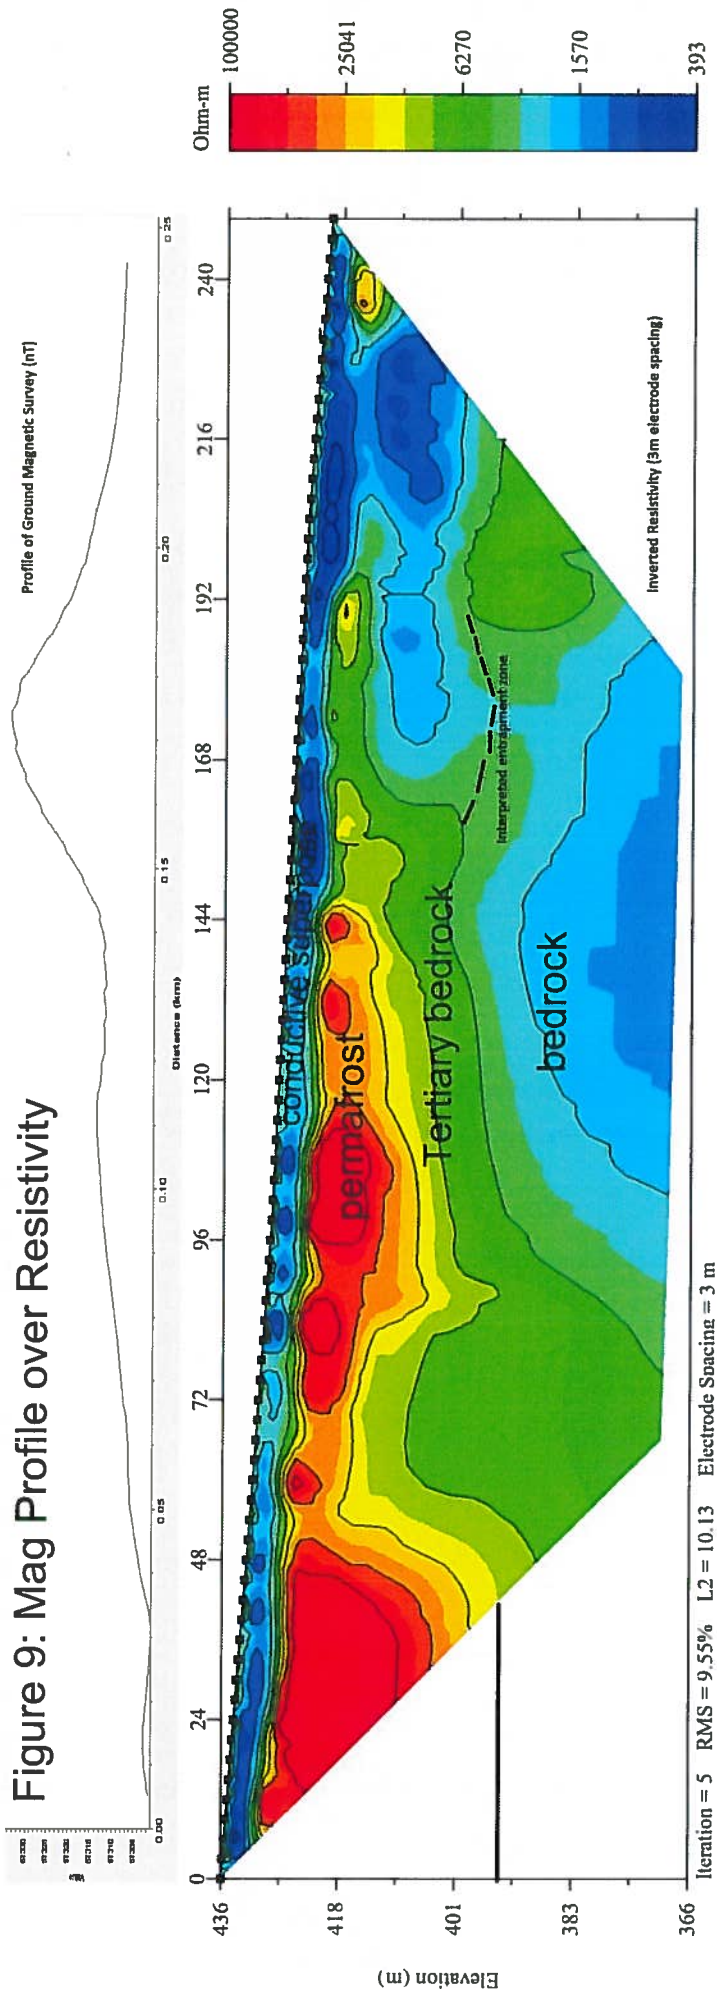 Figure 9: Mag Profile over Resistivity
Profile of Ground Magnetic Survey (nT)
0.00
0.05
0.10
0.15
0.20
0.25
Distance (km)
0
24
48
72
96
120
144
168
192
216
240
Ohm-m
100000
25041
6270
1570
393
436
418
401
383
366
Elevation (m)
conductive
permafrost
Tertiary bedrock
bedrock
Interpreted entrapment zone
Inverted Resistivity (3m electrode spacing)
Iteration = 5 RMS = 9.55% L2 = 10.13 Electrode Spacing = 3 m